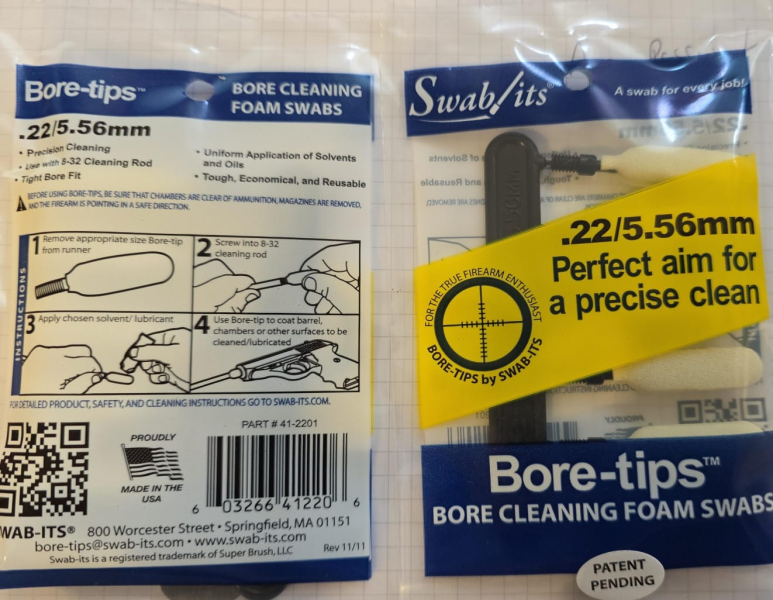 Bore-tips™
BORE CLEANING
FOAM SWABS
.22/5.56mm
• Precision Cleaning
• Use with 8-32 Cleaning Rod
• Tight Bore Fit
• Uniform Application of Solvents
and Oils
• Tough, Economical, and Reusable
BEFORE USING BORE-TIPS, BE SURE THAT CHAMBERS ARE CLEAR OF AMMUNITION, MAGAZINES ARE REMOVED,
AND THE FIREARM IS POINTING IN A SAFE DIRECTION.
INSTRUCTIONS
1 Remove appropriate size Bore-tip
from runner
2 Screw into 8-32
cleaning rod
3 Apply chosen solvent/ lubricant
4 Use Bore-tip to coat barrel,
chambers or other surfaces to be
cleaned/lubricated
FOR DETAILED PRODUCT, SAFETY, AND CLEANING INSTRUCTIONS GO TO SWAB-ITS.COM.
PROUDLY
MADE IN THE
USA
PART # 41-2201
6 03266 41220 6
WAB-ITS® 800 Worcester Street • Springfield, MA 01151
bore-tips@swab-its.com • www.swab-its.com
Swab-its is a registered trademark of Super Brush, LLC
Rev 11/11
Swab/its®
A swab for every job!
.22/5.56mm
Perfect aim for
a precise clean
FOR THE TRUE FIREARM ENTHUSIAST
BORE-TIPS by SWAB-ITS
Bore-tips™
BORE CLEANING FOAM SWABS
PATENT
PENDING